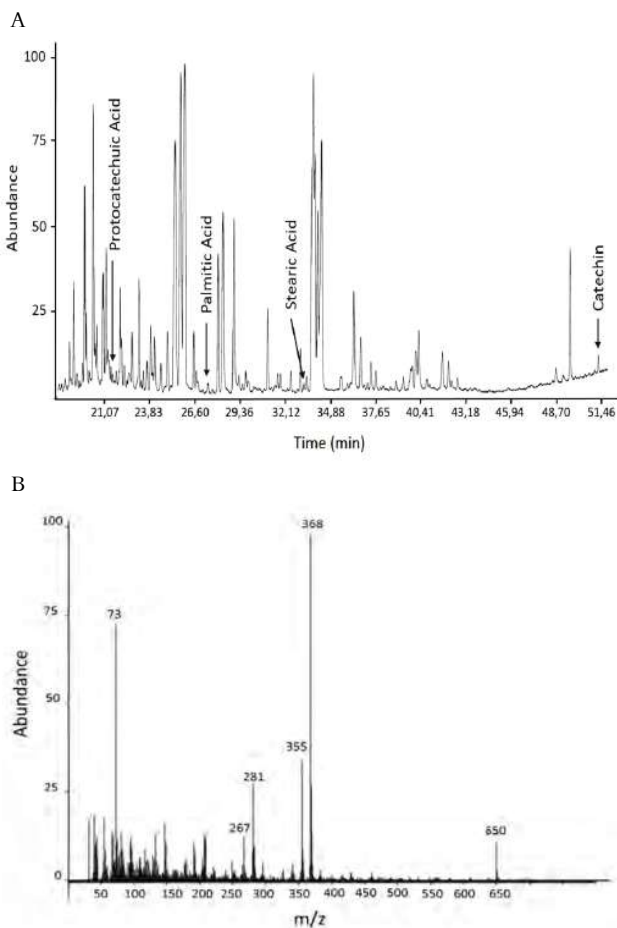 A
100
75
50
25
Abundance
Protocatechuic Acid
Palmitic Acid
Stearic Acid
Catechin
21,07 23,83 26,60 29,36 32,12 34,88 37,65 40,41 43,18 45,94 48,70 51,46
Time (min)
B
100
75
50
25
0
Abundance
368
73
355
281
267
650
50 100 150 200 250 300 350 400 450 500 550 600 650
m/z